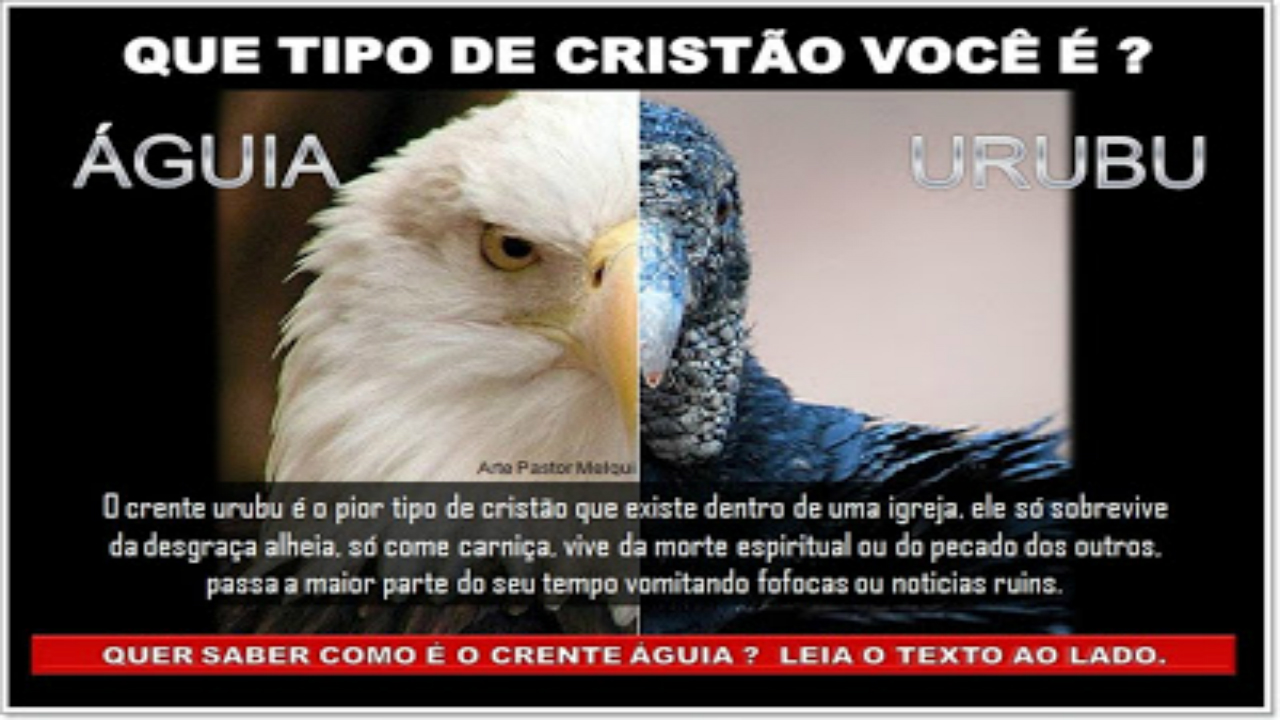 QUE TIPO DE CRISTÃO VOCÊ É ?
ÁGUIA
URUBU
Arte Pastor Melqui
O crente urubu é o pior tipo de cristão que existe dentro de uma igreja, ele só sobrevive
da desgraça alheia, só come carniça, vive da morte espiritual ou do pecado dos outros,
passa a maior parte do seu tempo vomitando fofocas ou noticias ruins.
QUER SABER COMO É O CRENTE ÁGUIA ? LEIA O TEXTO AO LADO.